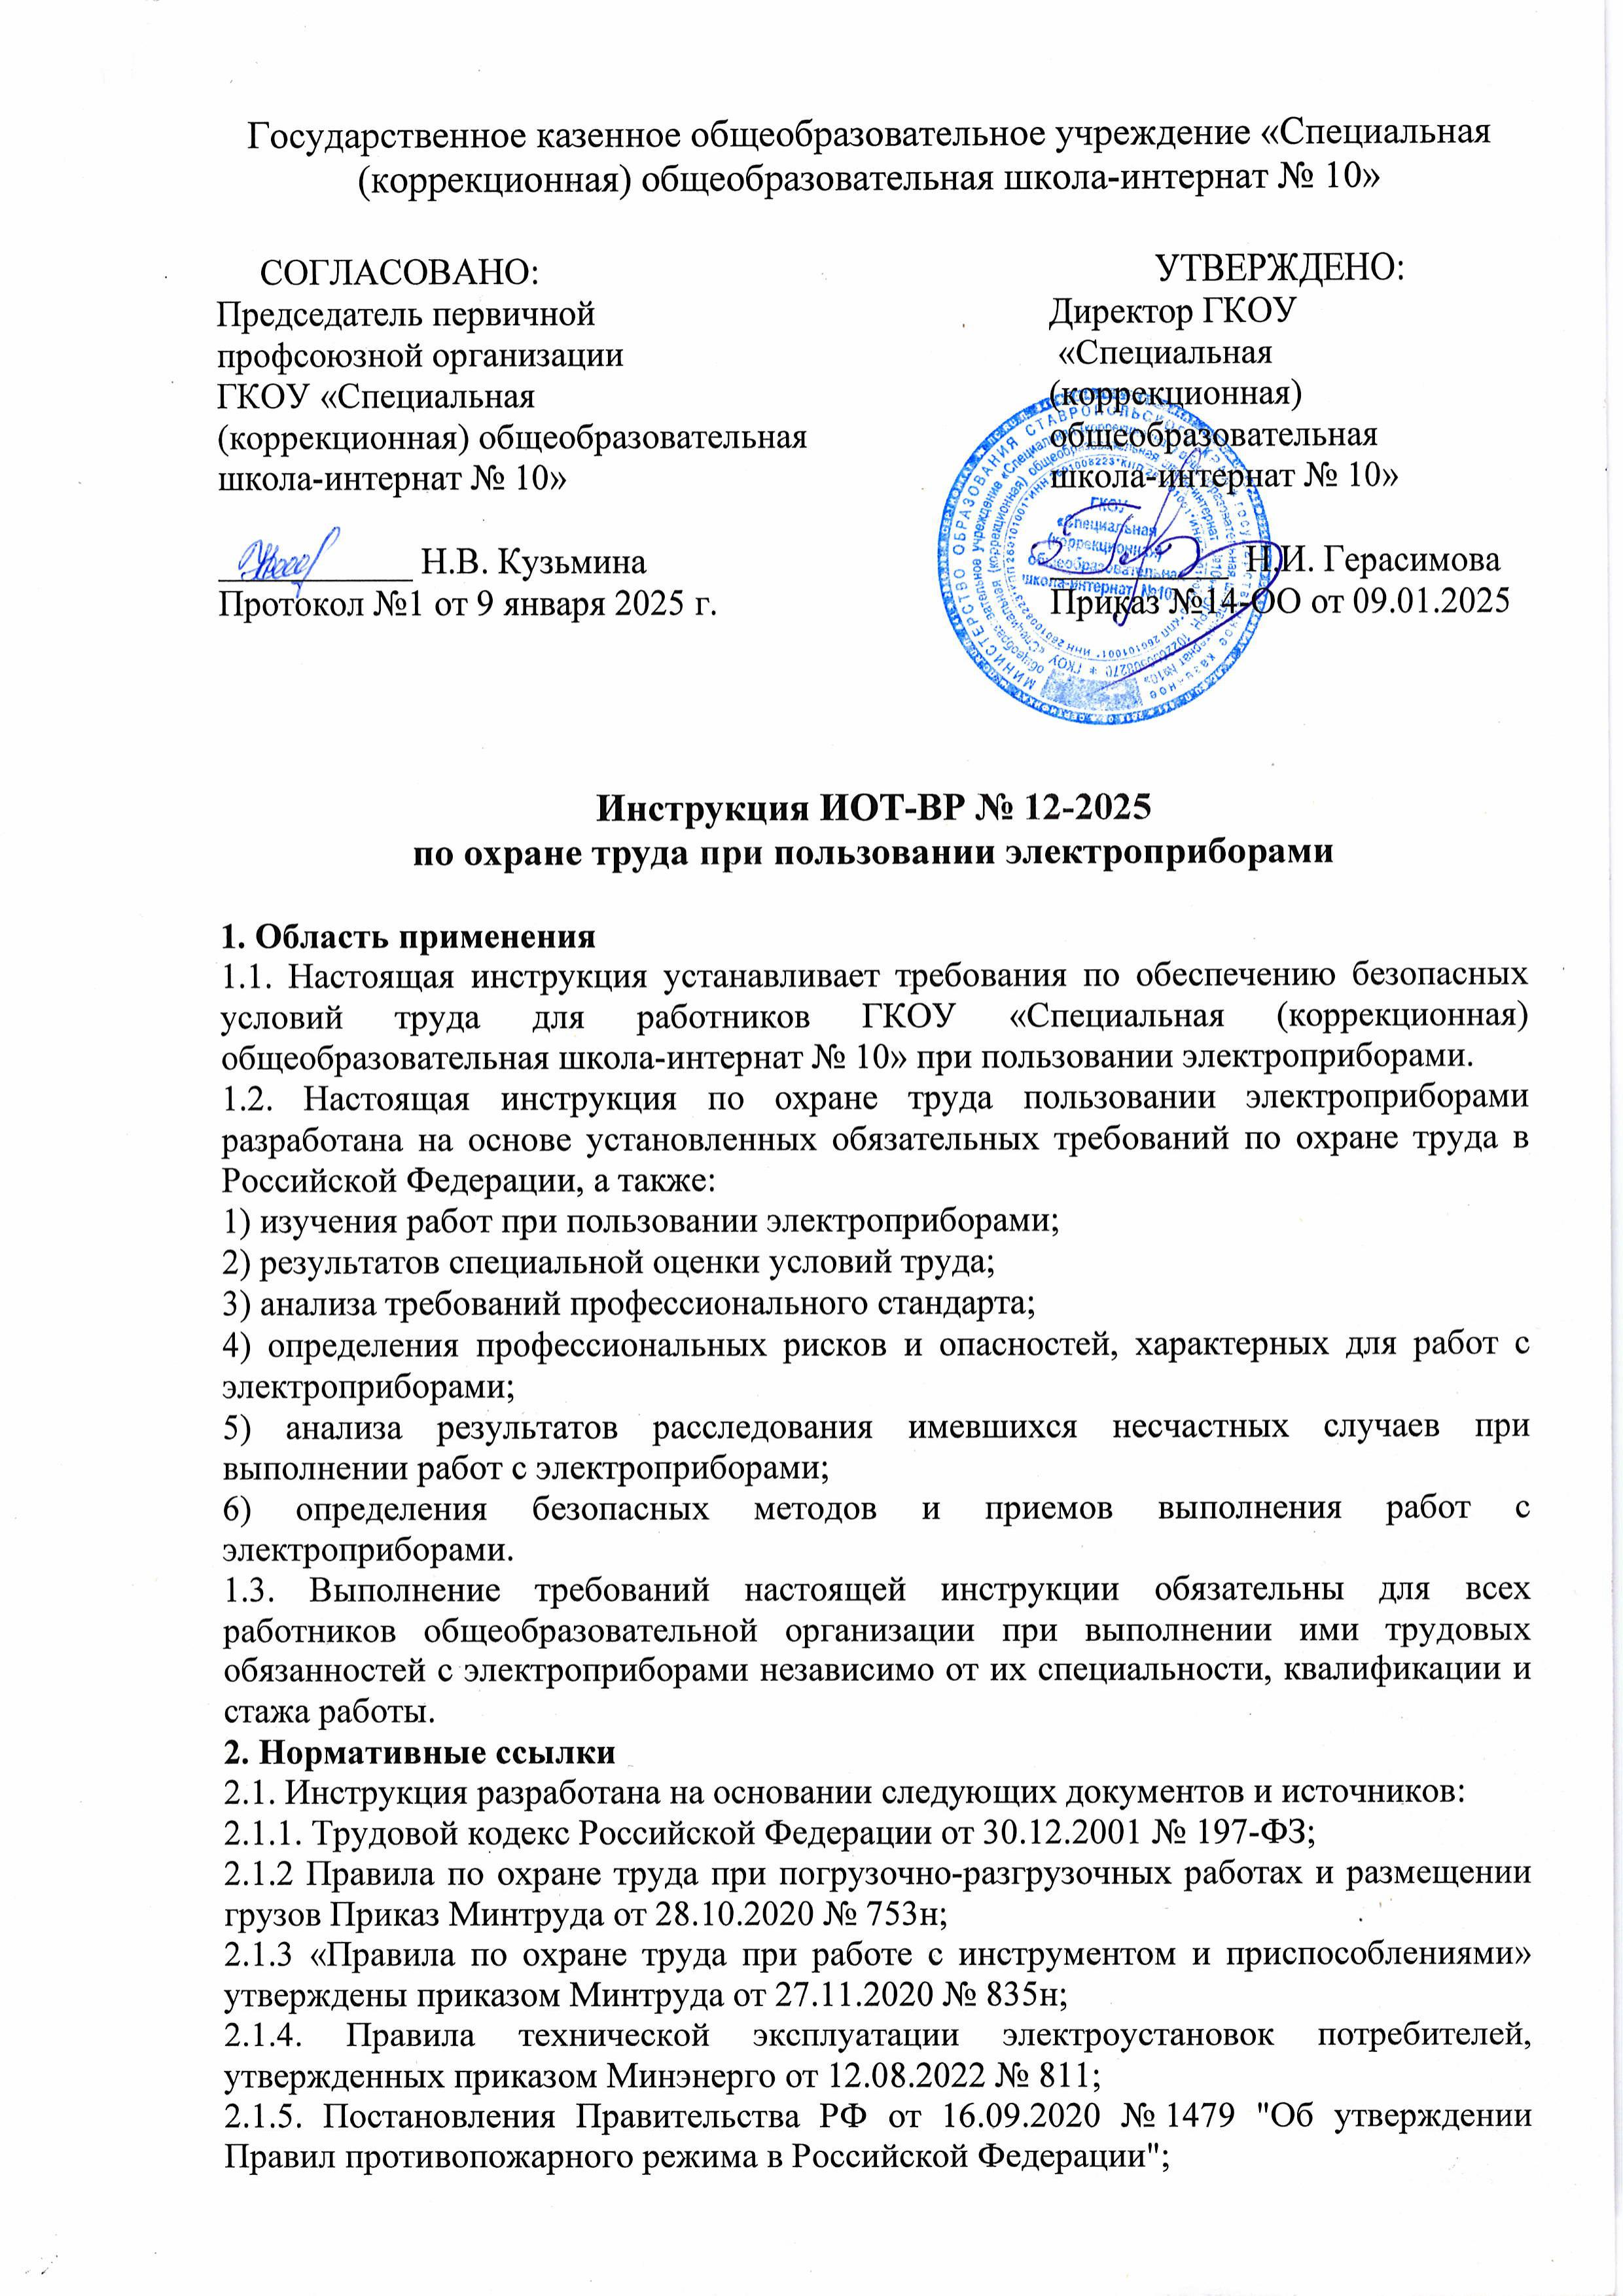 Государственное казенное общеобразовательное учреждение «Специальная
(коррекционная) общеобразовательная школа-интернат № 10»
СОГЛАСОВАНО:
Председатель первичной
профсоюзной организации
ГКОУ «Специальная
(коррекционная) общеобразовательная
школа-интернат № 10»
Н.В. Кузьмина
Протокол №1 от 9 января 2025 г.
УТВЕРЖДЕНО:
Директор ГКОУ
«Специальная
(коррекционная)
общеобразовательная
школа-интернат № 10»
Н.И. Герасимова
Приказ №14-ОО от 09.01.2025
ГКОУ
«Специальная
(коррекционная)
общеобразовательная
школа-интернат №10»
Инструкция ИОТ-ВР № 12-2025
по охране труда при пользовании электроприборами
1. Область применения
1.1. Настоящая инструкция устанавливает требования по обеспечению безопасных
условий труда для работников ГКОУ «Специальная (коррекционная)
общеобразовательная школа-интернат № 10» при пользовании электроприборами.
1.2. Настоящая инструкция по охране труда пользовании электроприборами
разработана на основе установленных обязательных требований по охране труда в
Российской Федерации, а также:
1) изучения работ при пользовании электроприборами;
2) результатов специальной оценки условий труда;
3) анализа требований профессионального стандарта;
4) определения профессиональных рисков и опасностей, характерных для работ с
электроприборами;
5) анализа результатов расследования имевшихся несчастных случаев при
выполнении работ с электроприборами;
6) определения безопасных методов и приемов выполнения работ с
электроприборами.
1.3. Выполнение требований настоящей инструкции обязательны для всех
работников общеобразовательной организации при выполнении ими трудовых
обязанностей с электроприборами независимо от их специальности, квалификации и
стажа работы.
2. Нормативные ссылки
2.1. Инструкция разработана на основании следующих документов и источников:
2.1.1. Трудовой кодекс Российской Федерации от 30.12.2001 № 197-ФЗ;
2.1.2 Правила по охране труда при погрузочно-разгрузочных работах и размещении
грузов Приказ Минтруда от 28.10.2020 № 753н;
2.1.3 «Правила по охране труда при работе с инструментом и приспособлениями»
утверждены приказом Минтруда от 27.11.2020 № 835н;
2.1.4. Правила технической эксплуатации электроустановок потребителей,
утвержденных приказом Минэнерго от 12.08.2022 № 811;
2.1.5. Постановления Правительства РФ от 16.09.2020 № 1479 "Об утверждении
Правил противопожарного режима в Российской Федерации";